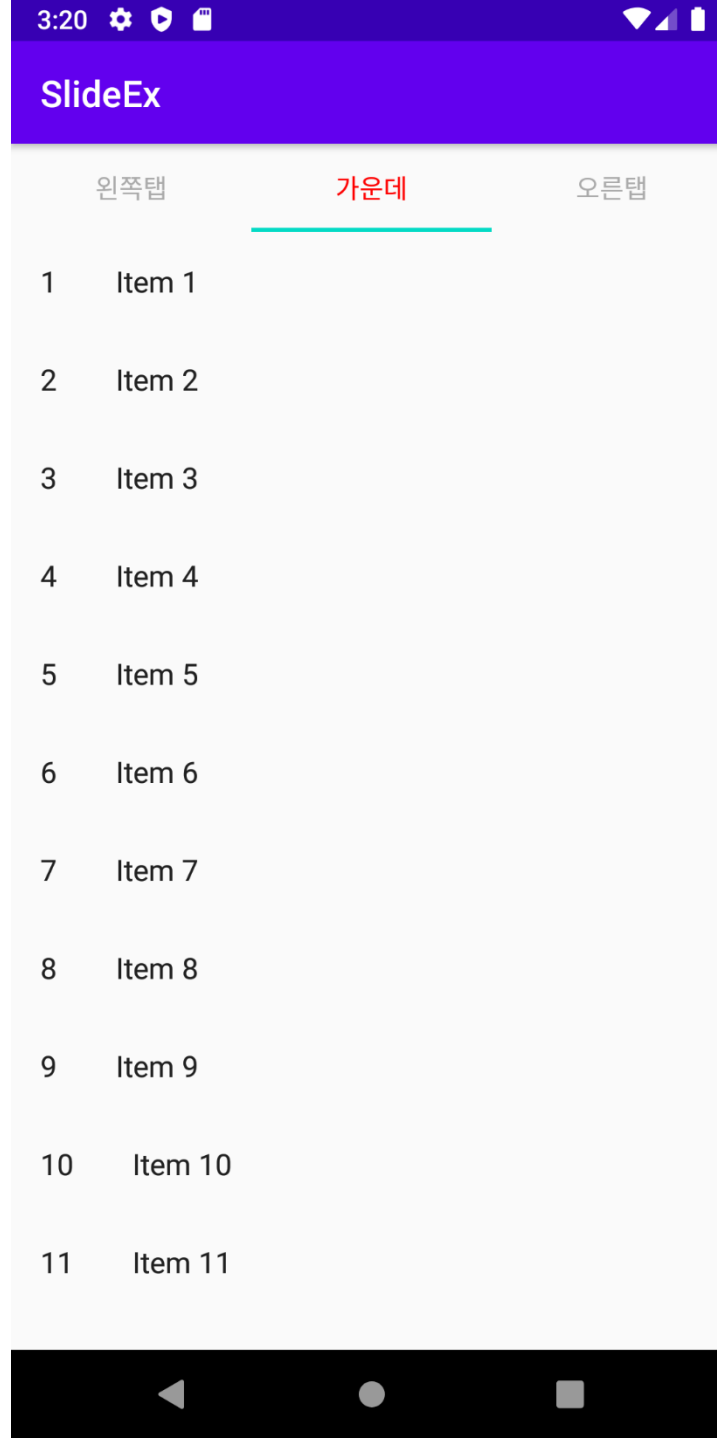 3:20
SlideEx
왼쪽탭 가운데 오른탭
1 Item 1
2 Item 2
3 Item 3
4 Item 4
5 Item 5
6 Item 6
7 Item 7
8 Item 8
9 Item 9
10 Item 10
11 Item 11